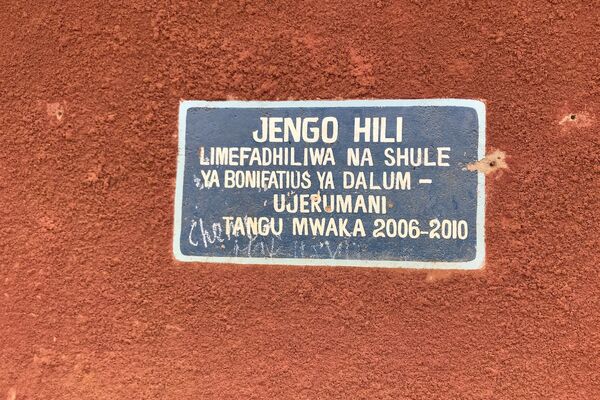 JENGO HILI
LIMEFADHILIWA NA SHULE
YA BONIFATIUS YA DALUM –
UJERUMANI
TANGU MWAKA 2006-2010